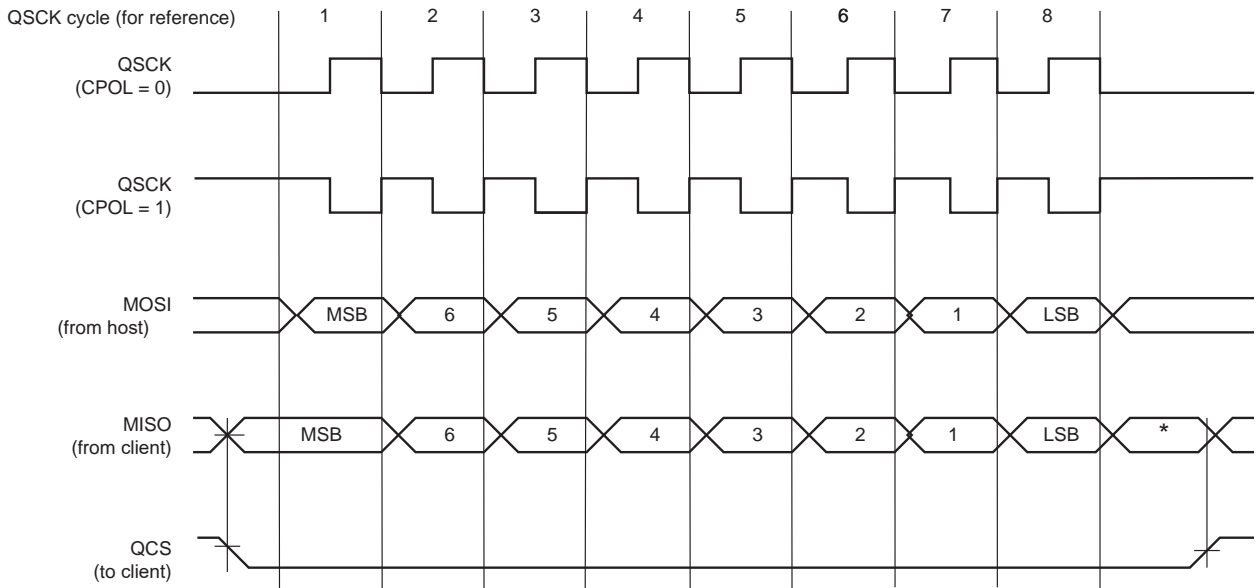 QSCK cycle (for reference) 1 2 3 4 5 6 7 8
QSCK
(CPOL = 0)
QSCK
(CPOL = 1)
MOSI
(from host)
MSB 6 5 4 3 2 1 LSB
MISO
(from client)
MSB 6 5 4 3 2 1 LSB *
QCS
(to client)